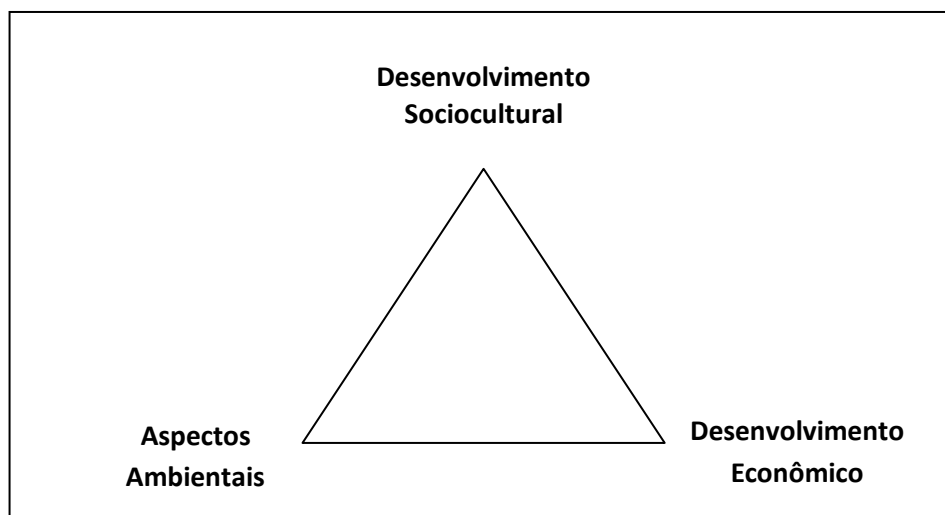 Desenvolvimento
Sociocultural
Aspectos
Ambientais
Desenvolvimento
Econômico